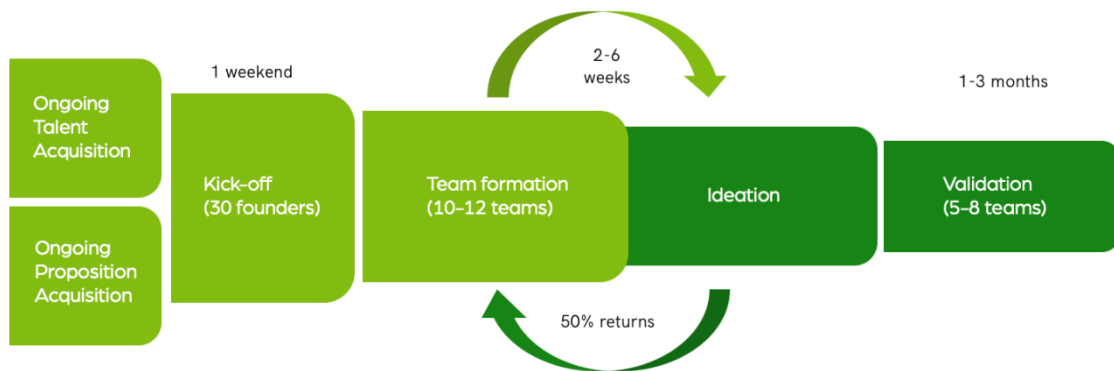 Ongoing
Talent
Acquisition
Ongoing
Proposition
Acquisition
1 weekend
Kick-off
(30 founders)
Team formation
(10-12 teams)
2-6
weeks
50% returns
Ideation
1-3 months
Validation
(5-8 teams)